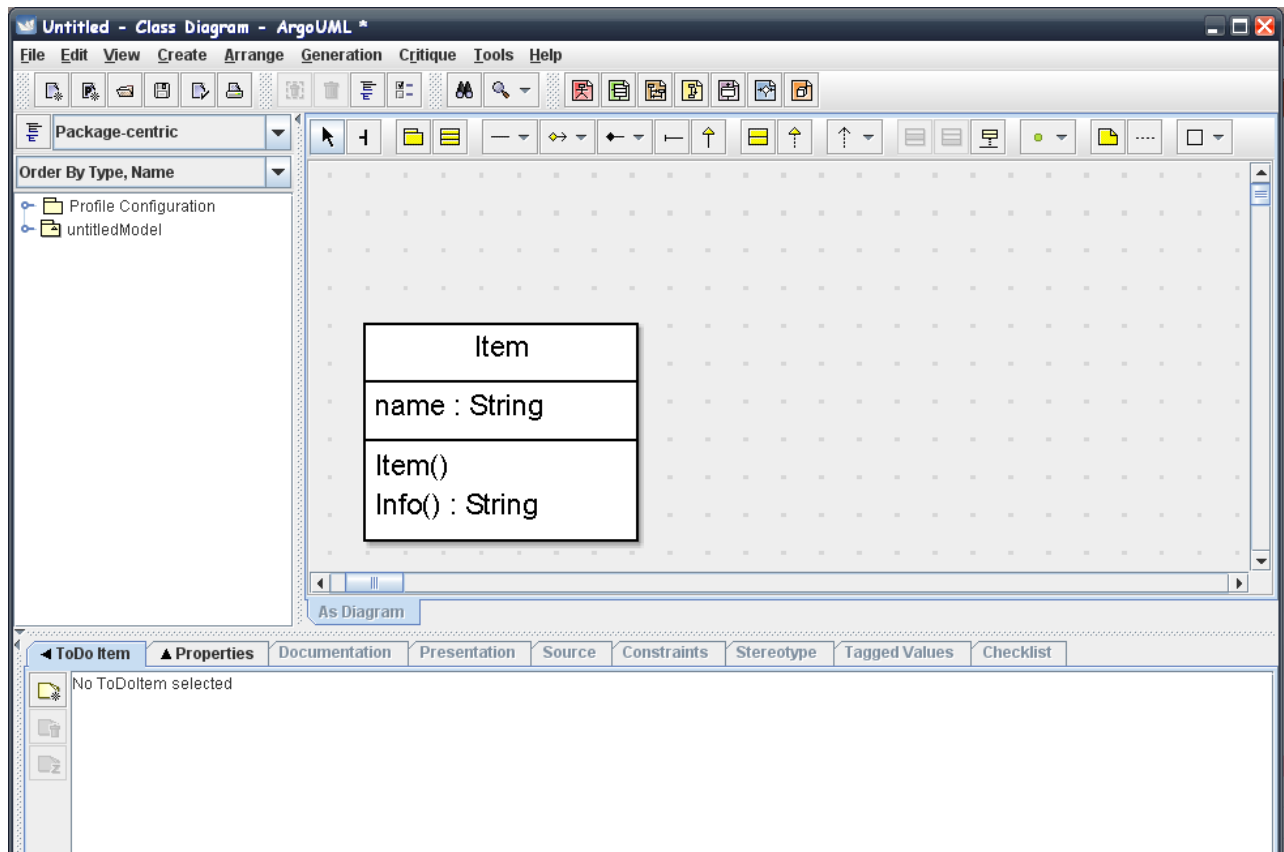 Untitled - Class Diagram - ArgoUML *
File Edit View Create Arrange Generation Critique Tools Help
Package-centric
Order By Type, Name
Profile Configuration
untitledModel
Item
name : String
Item()
Info() : String
As Diagram
ToDo Item Properties Documentation Presentation Source Constraints Stereotype Tagged Values Checklist
No ToDoItem selected